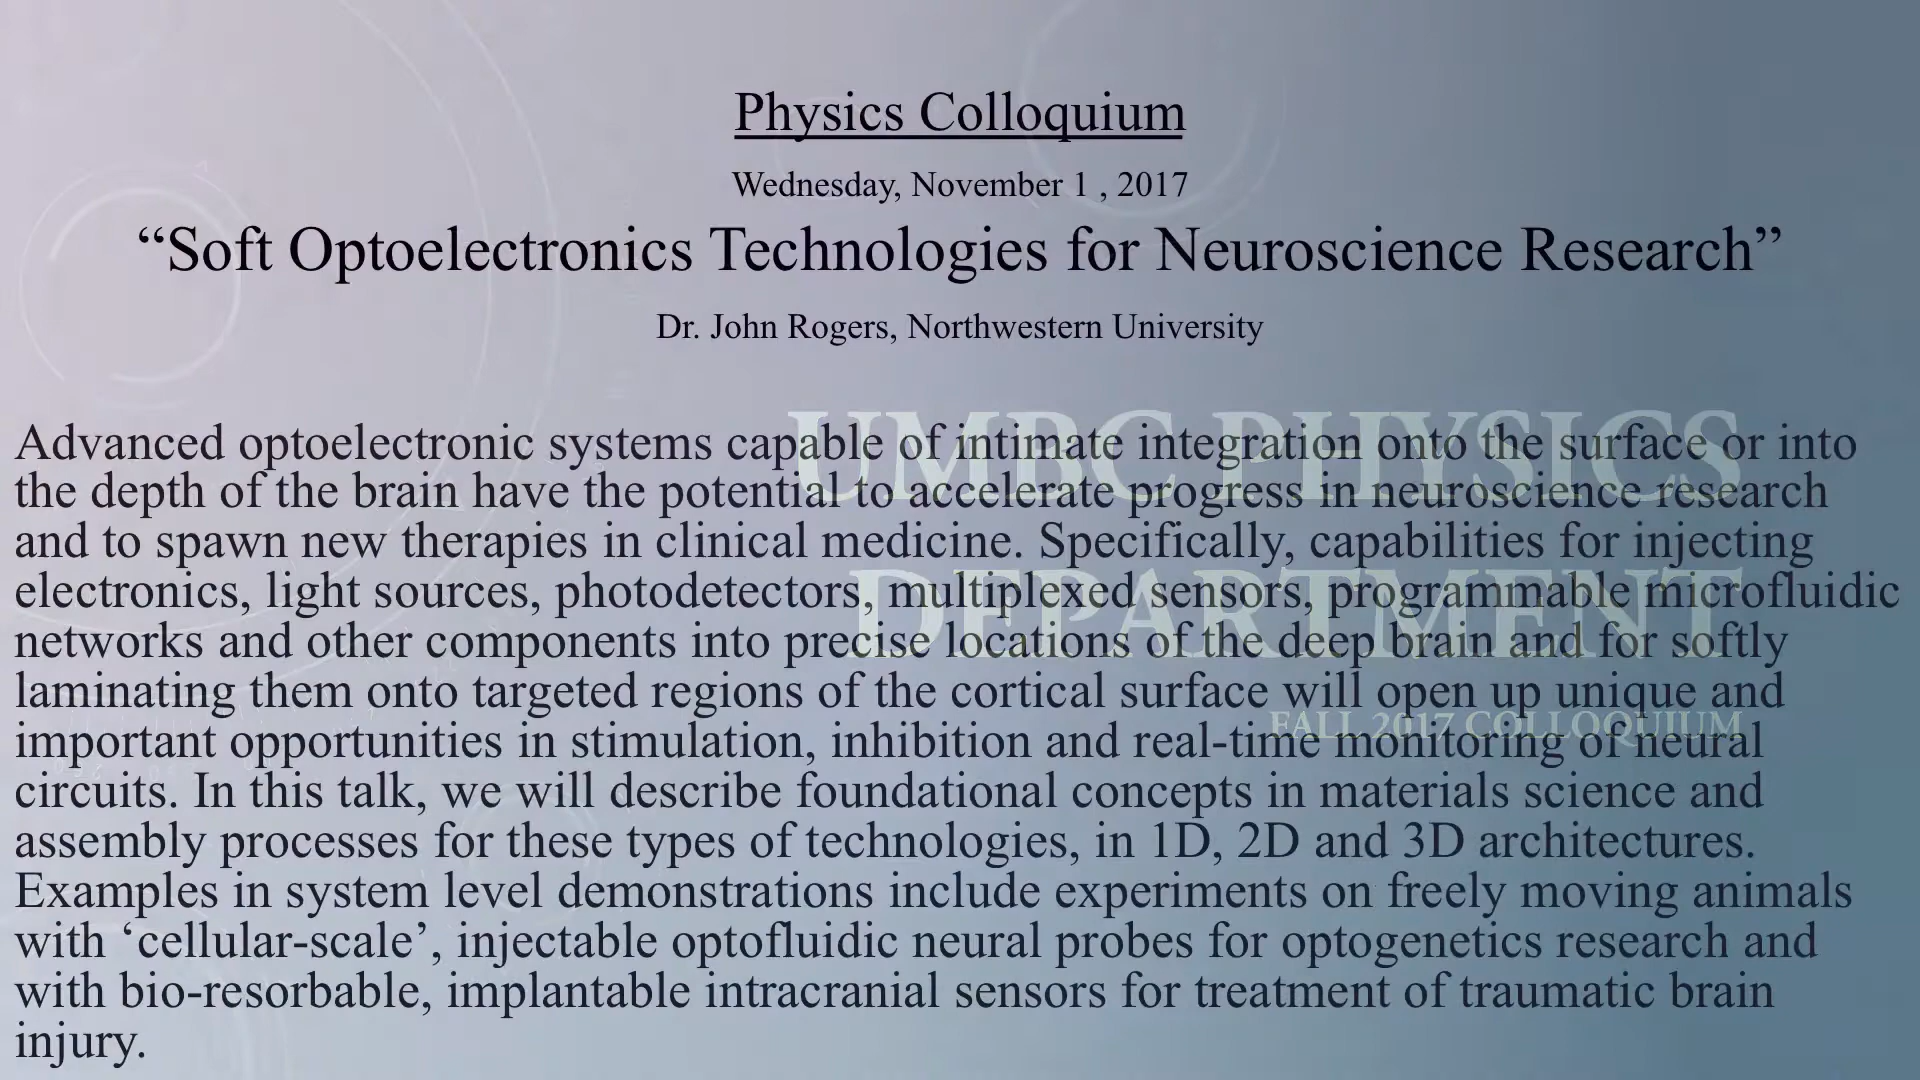 Physics Colloquium
Wednesday, November 1 , 2017
“Soft Optoelectronics Technologies for Neuroscience Research”
Dr. John Rogers, Northwestern University
UMBC PHYSICS
DEPARTMENT
FALL 2017 COLLOQUIUM
Advanced optoelectronic systems capable of intimate integration onto the surface or into
the depth of the brain have the potential to accelerate progress in neuroscience research
and to spawn new therapies in clinical medicine. Specifically, capabilities for injecting
electronics, light sources, photodetectors, multiplexed sensors, programmable microfluidic
networks and other components into precise locations of the deep brain and for softly
laminating them onto targeted regions of the cortical surface will open up unique and
important opportunities in stimulation, inhibition and real-time monitoring of neural
circuits. In this talk, we will describe foundational concepts in materials science and
assembly processes for these types of technologies, in 1D, 2D and 3D architectures.
Examples in system level demonstrations include experiments on freely moving animals
with ‘cellular-scale’, injectable optofluidic neural probes for optogenetics research and
with bio-resorbable, implantable intracranial sensors for treatment of traumatic brain
injury.